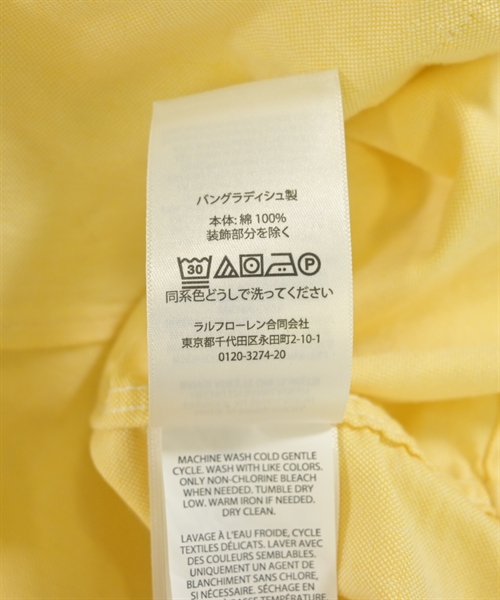 バングラディシュ製
本体: 綿 100%
装飾部分を除く
30 P
同系色どうしで洗ってください
ラルフローレン合同会社
東京都千代田区永田町2-10-1
0120-3274-20
MACHINE WASH COLD GENTLE
CYCLE. WASH WITH LIKE COLORS.
ONLY NON-CHLORINE BLEACH
WHEN NEEDED. TUMBLE DRY
LOW. WARM IRON IF NEEDED.
DRY CLEAN.
LAVAGE À L'EAU FROIDE, CYCLE
TEXTILES DÉLICATS. LAVER AVEC
DES COULEURS SEMBLABLES.
UNIQUEMENT UN AGENT DE
BLANCHIMENT SANS CHLORE,
SI NÉCESSAIRE. SÉCHAGE EN
BASSE TEMPÉRATURE